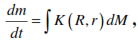 dm/dt = ∫ K(R, r) dM ,